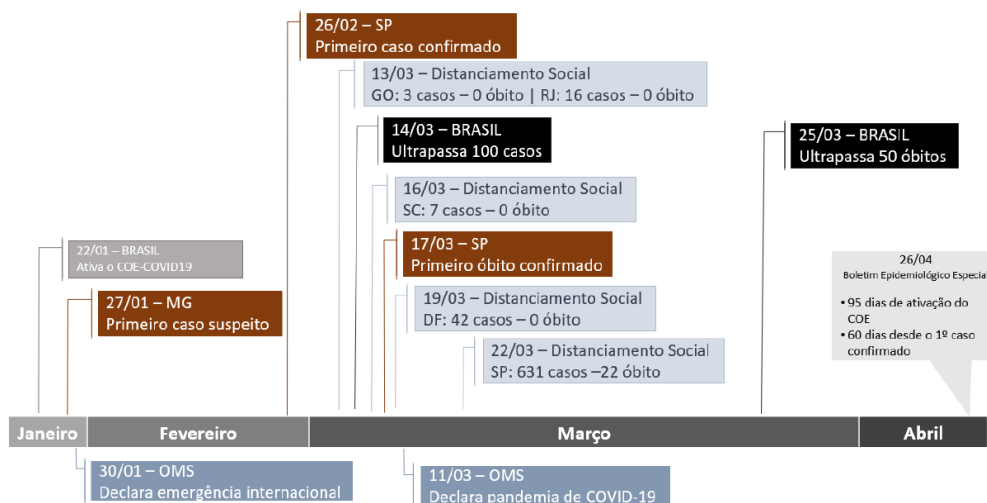 26/02 – SP
Primeiro caso confirmado
13/03 – Distanciamento Social
GO: 3 casos – 0 óbito | RJ: 16 casos – 0 óbito
14/03 – BRASIL
Ultrapassa 100 casos
25/03 – BRASIL
Ultrapassa 50 óbitos
16/03 – Distanciamento Social
SC: 7 casos – 0 óbito
22/01 – BRASIL
Ativa o COE-COVID19
17/03 – SP
Primeiro óbito confirmado
27/01 – MG
Primeiro caso suspeito
19/03 – Distanciamento Social
DF: 42 casos – 0 óbito
22/03 – Distanciamento Social
SP: 631 casos –22 óbito
26/04
Boletim Epidemiológico Especial
• 95 dias de ativação do
COE
• 60 dias desde o 1º caso
confirmado
Janeiro
Fevereiro
Março
Abril
30/01 – OMS
Declara emergência internacional
11/03 – OMS
Declara pandemia de COVID-19